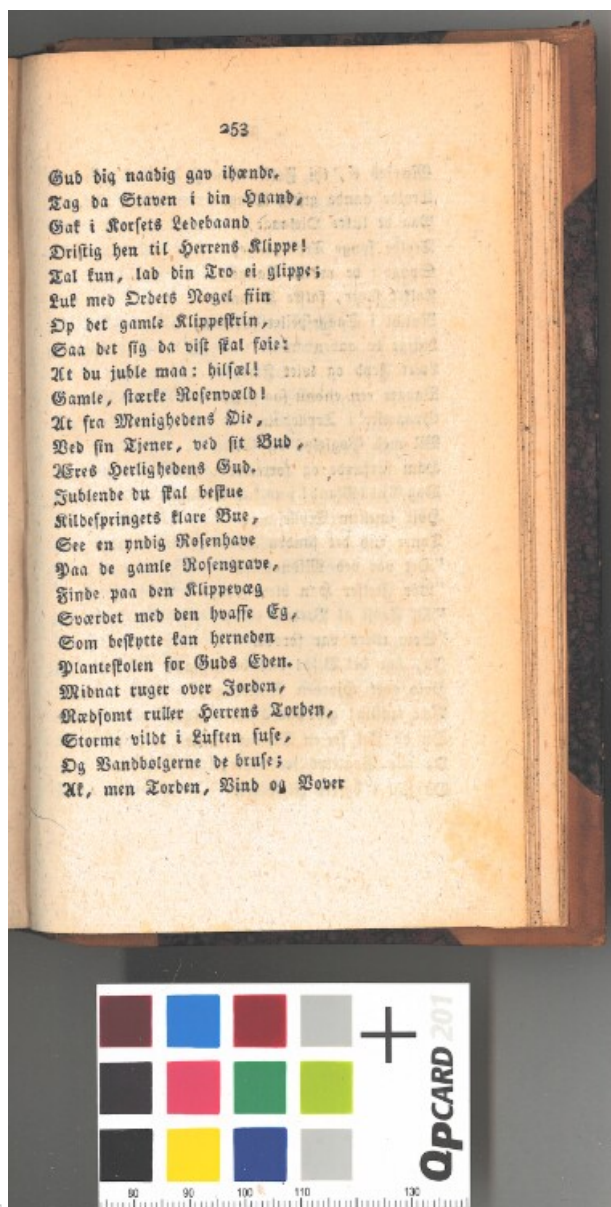 253
Gud dig naadig gav ihænde.
Tag da Staven i din Haand,
Gak i Korsets Ledebaand
Dristig hen til Herrens Klippe!
Tal kun, lad din Tro ei glippe;
Luk med Ordets Nøgel fiin
Op det gamle Klippeskrin,
Saa det sig da vist skal føie:
At du juble maa: hilsæl!
Gamle, stærke Rosenvæld!
At fra Menighedens Øie,
Ved sin Tjener, ved sit Bud,
Æres Herlighedens Gud.
Jublende du skal beskue
Kildespringets klare Bue,
See en yndig Rosenhave
Paa de gamle Rosengrave,
Finde paa den Klippevæg
Sværdet med den hvasse Eg,
Som beskytte kan herneden
Planteskolen for Guds Eden.
Midnat ruger over Jorden,
Rædsomt ruller Herrens Torden,
Storme vildt i Luften suse,
Og Vandbølgerne de bruse;
Ak, men Torden, Vind og Vover
QPCARD 201
80 90 100 110 130